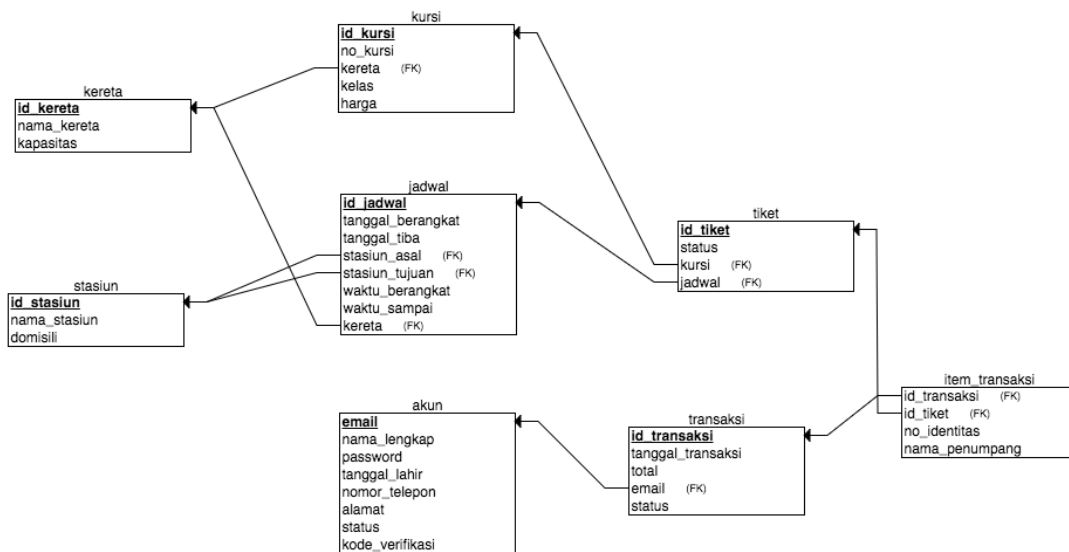 kursi
id_kursi
no_kursi
kereta (FK)
kelas
harga
kereta
id_kereta
nama_kereta
kapasitas
jadwal
id_jadwal
tanggal_berangkat
tanggal_tiba
stasiun_asal (FK)
stasiun_tujuan (FK)
waktu_berangkat
waktu_sampai
kereta (FK)
tiket
id_tiket
status
kursi (FK)
jadwal (FK)
stasiun
id_stasiun
nama_stasiun
domisili
item_transaksi
id_transaksi (FK)
id_tiket (FK)
no_identitas
nama_penumpang
akun
email
nama_lengkap
password
tanggal_lahir
nomor_telepon
alamat
status
kode_verifikasi
transaksi
id_transaksi
tanggal_transaksi
total
email (FK)
status